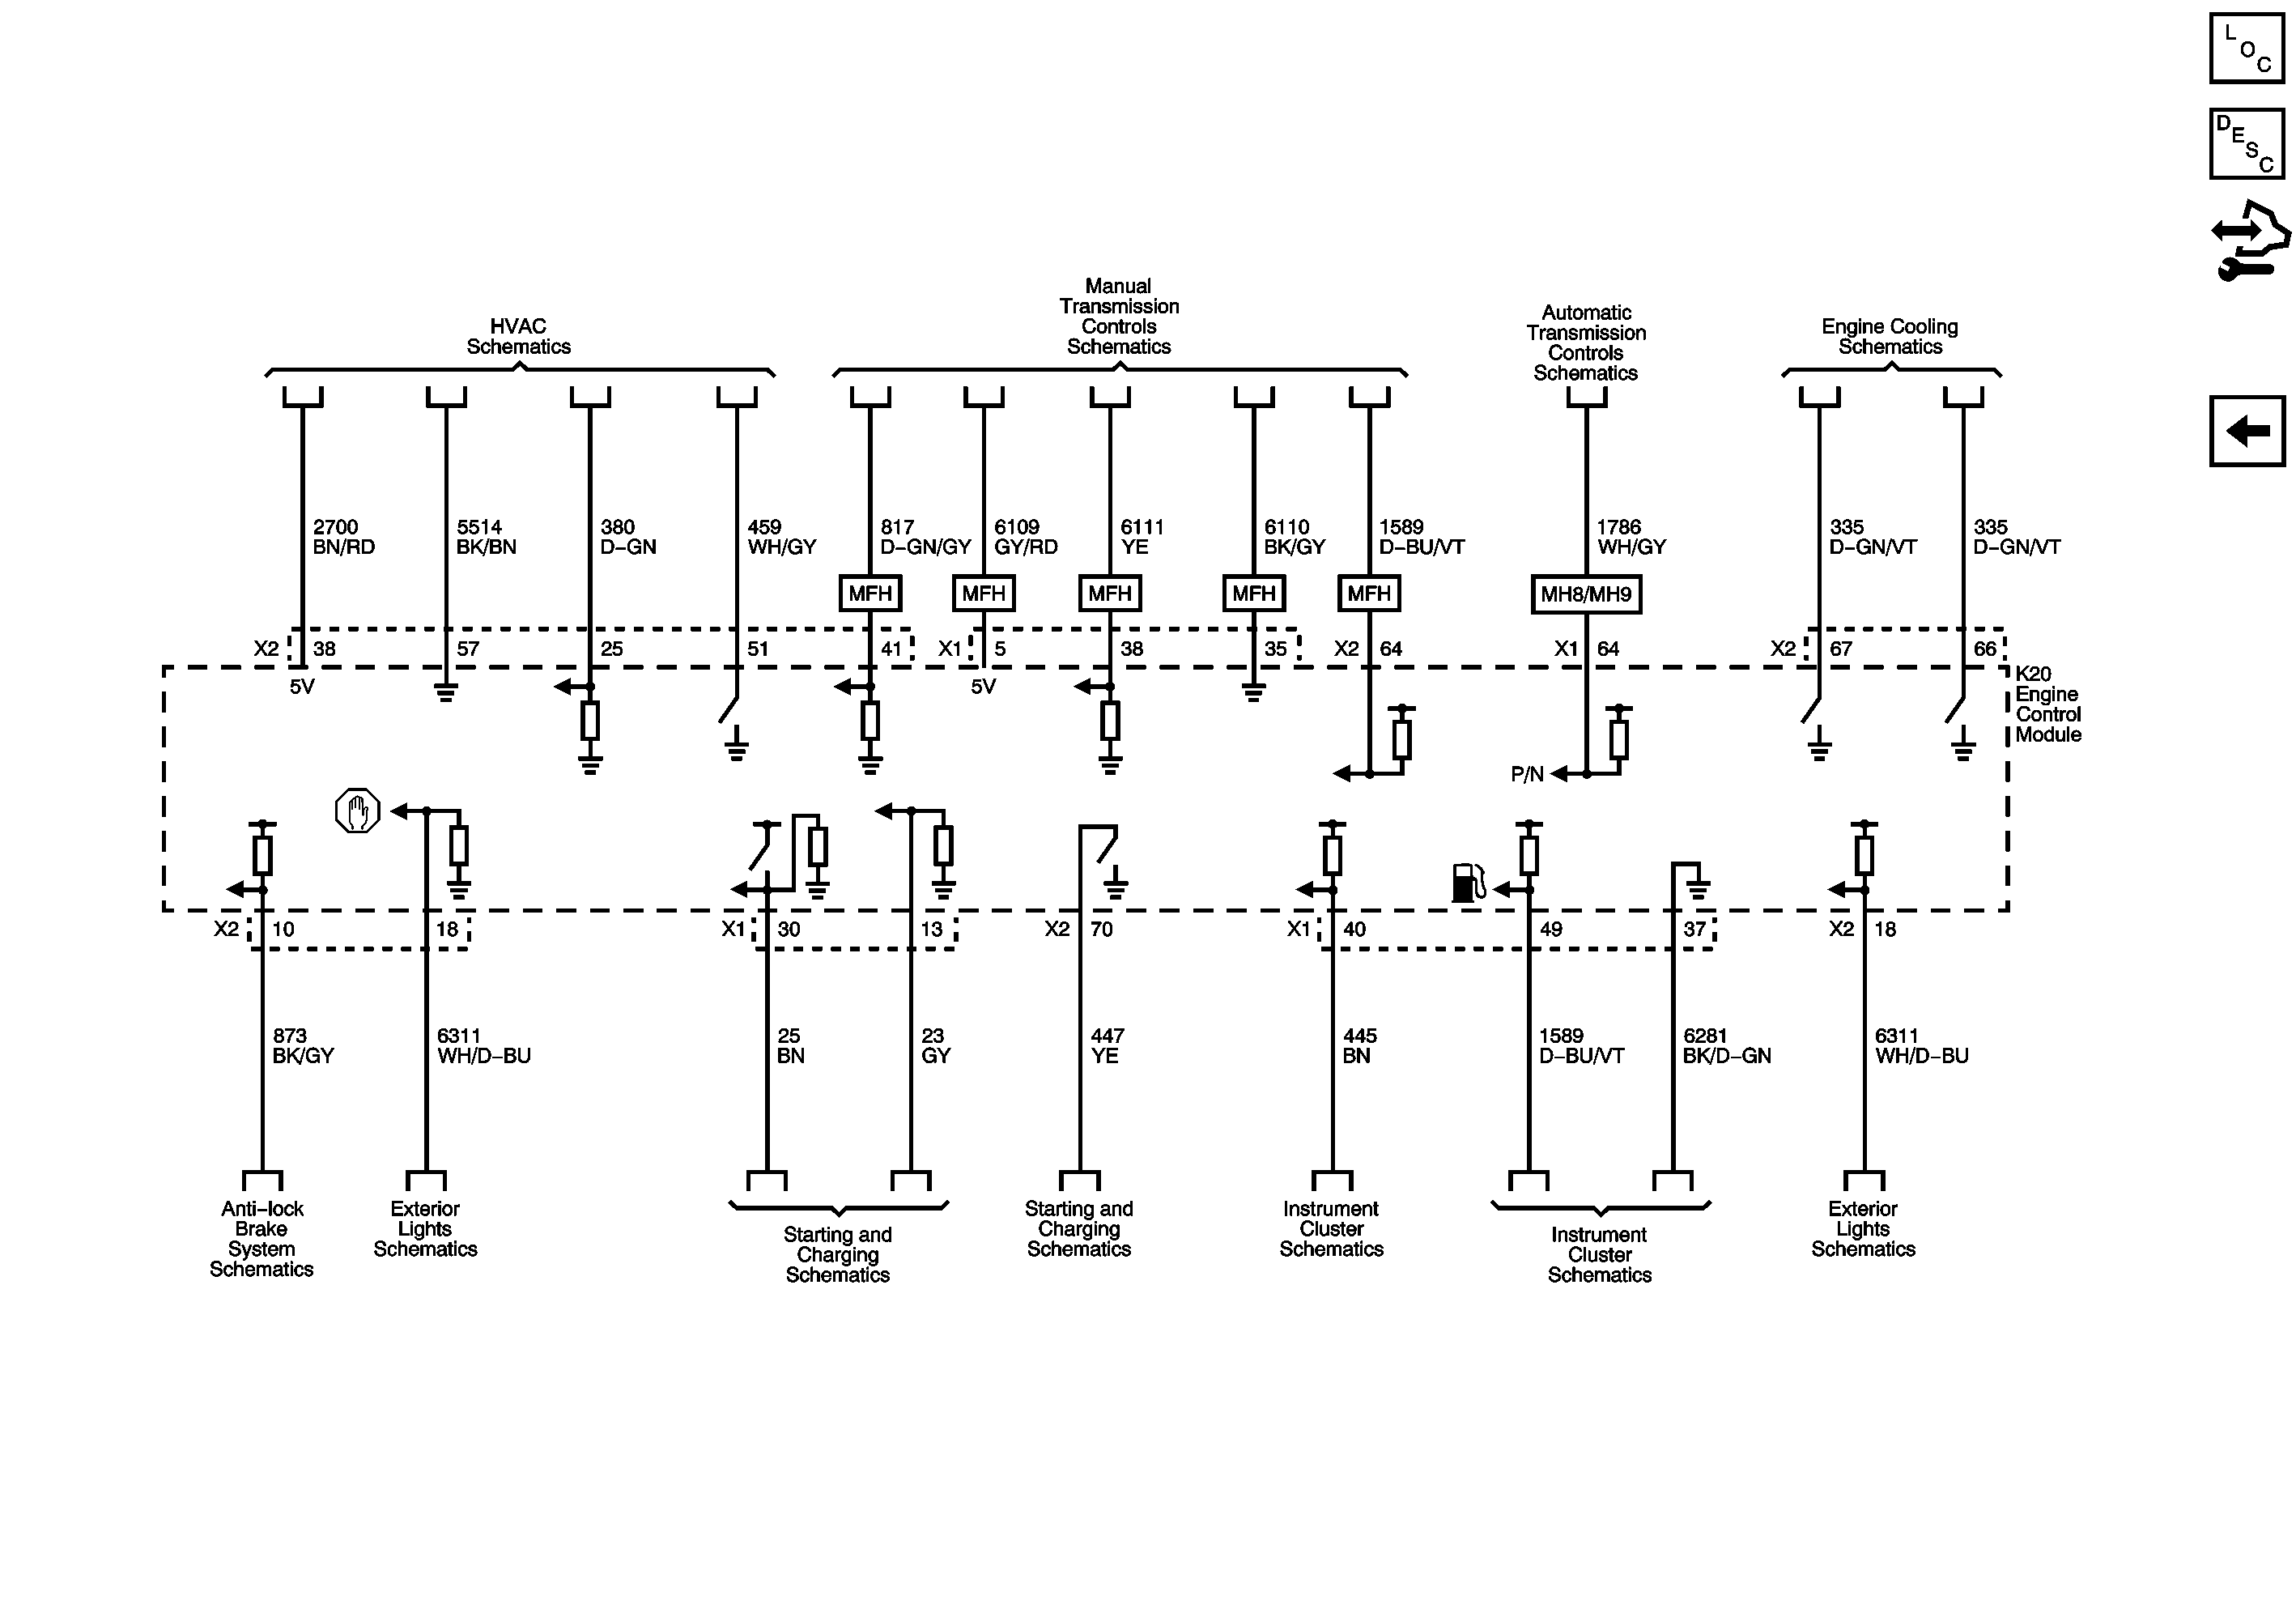 L
O
C
D
E
S
C
HVAC
Schematics
Manual
Transmission
Controls
Schematics
Automatic
Transmission
Controls
Schematics
Engine Cooling
Schematics
2700
BN/RD
5514
BK/BN
380
D-GN
459
WH/GY
817
D-GN/GY
6109
GY/RD
6111
YE
6110
BK/GY
1589
D-BU/VT
1786
WH/GY
335
D-GN/VT
335
D-GN/VT
MFH
MFH
MFH
MFH
MFH
MH8/MH9
X2 38 57 25 51 41 X1 5 38 35 X2 64 X1 64 X2 67 66
5V
5V
K20
Engine
Control
Module
P/N
X2 10 18 X1 30 13 X2 70 X1 40 49 37 X2 18
873
BK/GY
6311
WH/D-BU
25
BN
23
GY
447
YE
445
BN
1589
D-BU/VT
6281
BK/D-GN
6311
WH/D-BU
Anti-lock
Brake
System
Schematics
Exterior
Lights
Schematics
Starting and
Charging
Schematics
Starting and
Charging
Schematics
Instrument
Cluster
Schematics
Instrument
Cluster
Schematics
Exterior
Lights
Schematics